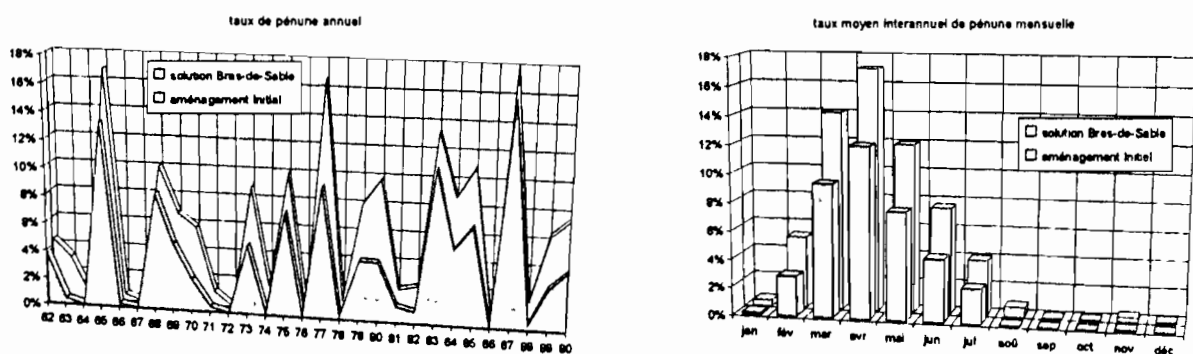 taux de pénune annuel
18%
16%
14%
12%
10%
8%
6%
4%
2%
0%
solution Bras-de-Sable
aménagement Initial
62 63 64 65 66 67 68 69 70 71 72 73 74 75 76 77 78 79 80 81 82 83 84 85 86 87 88 89 90
taux moyen interannuel de pénune mensuelle
18%
16%
14%
12%
10%
8%
6%
4%
2%
0%
solution Bras-de-Sable
aménagement Initial
jan fév mar avr mai jun jul aoû sep oct nov déc